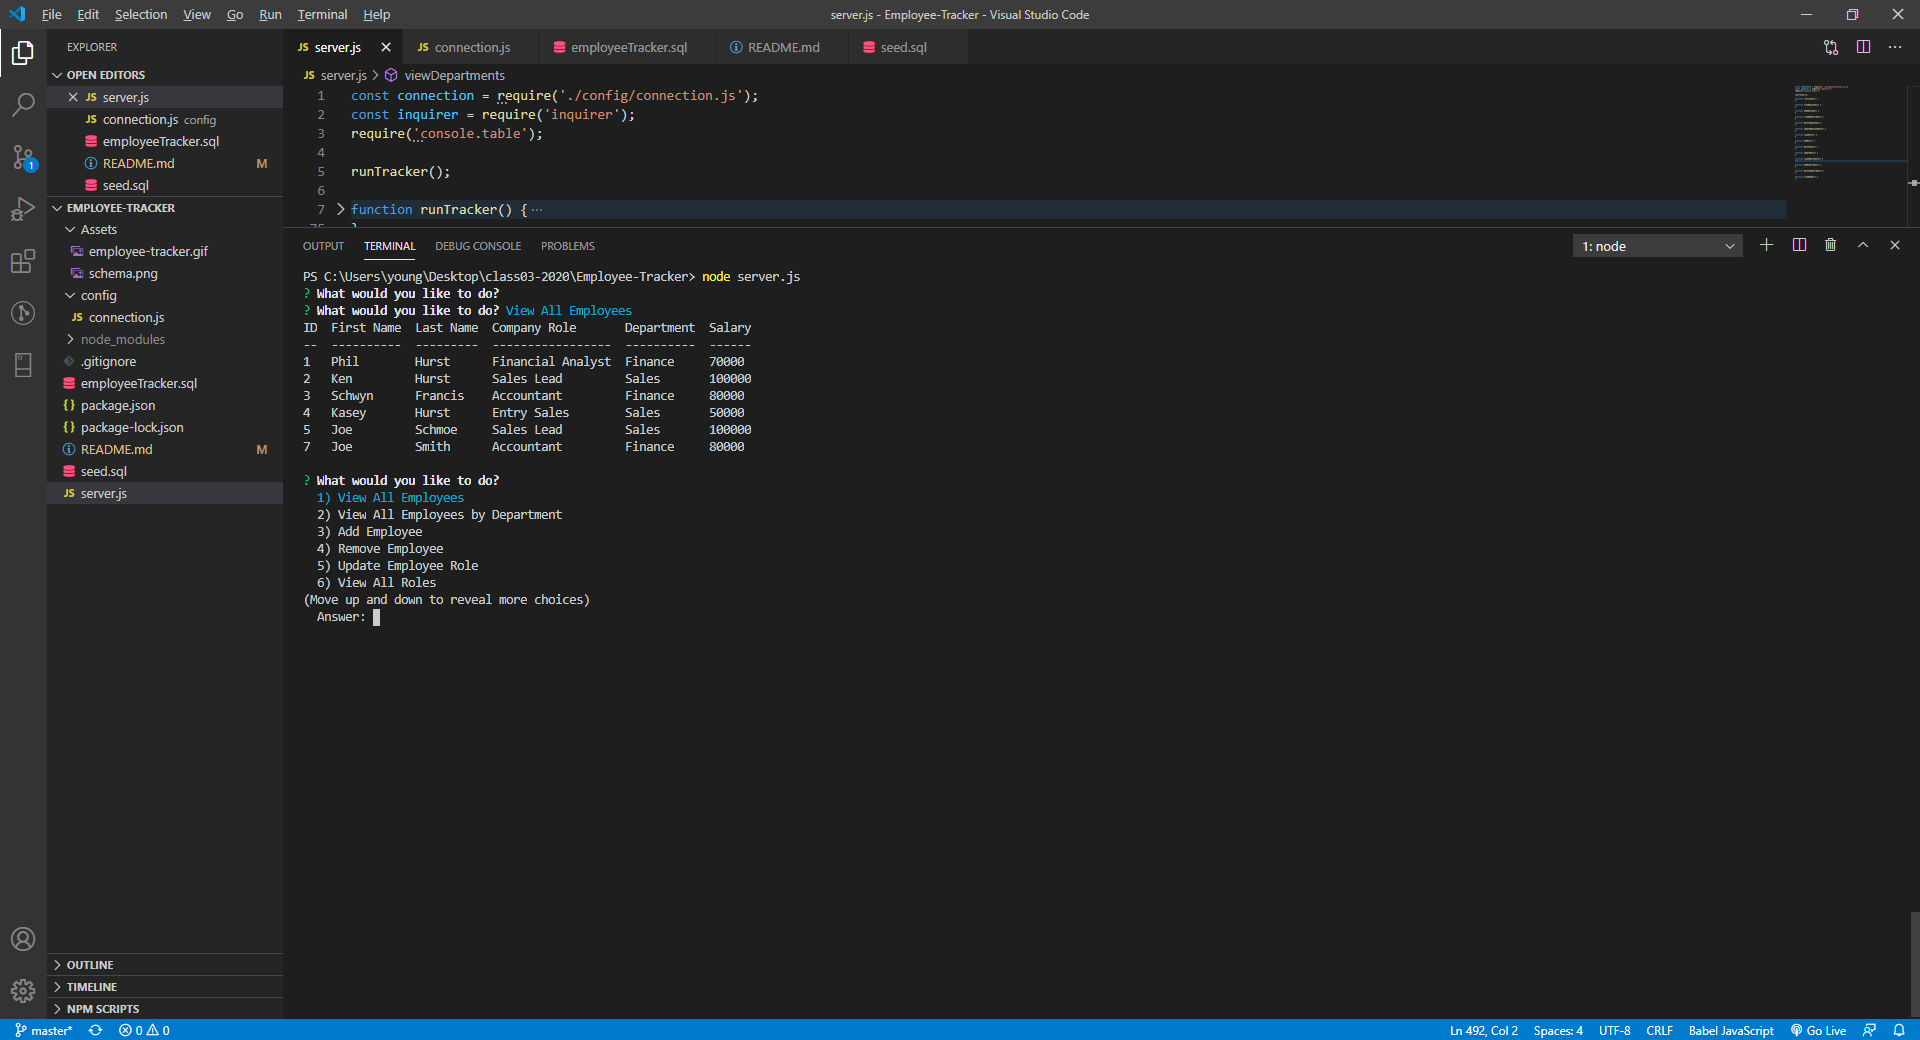 File Edit Selection View Go Run Terminal Help
server.js - Employee-Tracker - Visual Studio Code
EXPLORER
OPEN EDITORS
JS server.js
JS connection.js config
employeeTracker.sql
README.md M
seed.sql
EMPLOYEE-TRACKER
Assets
employee-tracker.gif
schema.png
config
JS connection.js
node_modules
.gitignore
employeeTracker.sql
{} package.json
{} package-lock.json
README.md M
seed.sql
JS server.js
OUTLINE
TIMELINE
NPM SCRIPTS
1
JS server.js JS connection.js employeeTracker.sql README.md seed.sql
JS server.js > viewDepartments
1 const connection = require('./config/connection.js');
2 const inquirer = require('inquirer');
3 require('console.table');
4
5 runTracker();
6
7 function runTracker() { ...
75 }
OUTPUT TERMINAL DEBUG CONSOLE PROBLEMS
1: node
PS C:\Users\young\Desktop\class03-2020\Employee-Tracker> node server.js
? What would you like to do?
? What would you like to do? View All Employees
ID First Name Last Name Company Role Department Salary
-- ---------- --------- ----------------- ---------- ------
1 Phil Hurst Financial Analyst Finance 70000
2 Ken Hurst Sales Lead Sales 100000
3 Schwyn Francis Accountant Finance 80000
4 Kasey Hurst Entry Sales Sales 50000
5 Joe Schmoe Sales Lead Sales 100000
7 Joe Smith Accountant Finance 80000
? What would you like to do?
1) View All Employees
2) View All Employees by Department
3) Add Employee
4) Remove Employee
5) Update Employee Role
6) View All Roles
(Move up and down to reveal more choices)
Answer:
master* 0 0
Ln 492, Col 2 Spaces: 4 UTF-8 CRLF Babel JavaScript Go Live